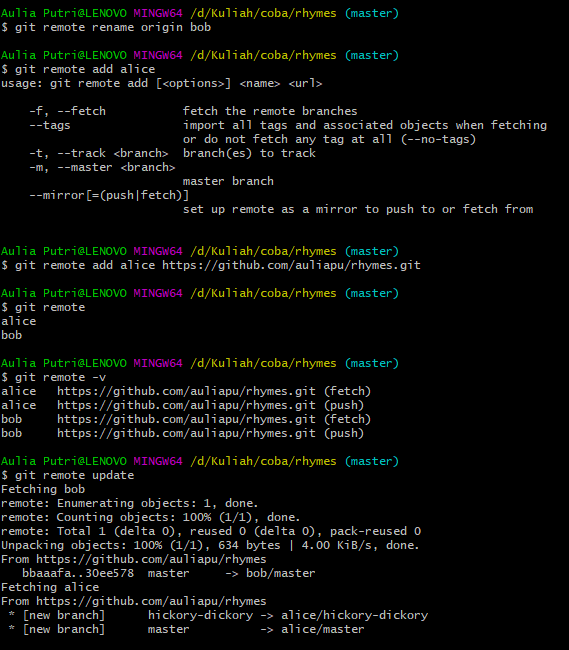 Aulia Putri@LENOVO MINGW64 /d/Kuliah/coba/rhymes (master)
$ git remote rename origin bob
Aulia Putri@LENOVO MINGW64 /d/Kuliah/coba/rhymes (master)
$ git remote add alice
usage: git remote add [<options>] <name> <url>
-f, --fetch fetch the remote branches
--tags import all tags and associated objects when fetching
or do not fetch any tag at all (--no-tags)
-t, --track <branch> branch(es) to track
-m, --master <branch>
master branch
--mirror[=(push|fetch)]
set up remote as a mirror to push to or fetch from
Aulia Putri@LENOVO MINGW64 /d/Kuliah/coba/rhymes (master)
$ git remote add alice https://github.com/auliapu/rhymes.git
Aulia Putri@LENOVO MINGW64 /d/Kuliah/coba/rhymes (master)
$ git remote
alice
bob
Aulia Putri@LENOVO MINGW64 /d/Kuliah/coba/rhymes (master)
$ git remote -v
alice https://github.com/auliapu/rhymes.git (fetch)
alice https://github.com/auliapu/rhymes.git (push)
bob https://github.com/auliapu/rhymes.git (fetch)
bob https://github.com/auliapu/rhymes.git (push)
Aulia Putri@LENOVO MINGW64 /d/Kuliah/coba/rhymes (master)
$ git remote update
Fetching bob
remote: Enumerating objects: 1, done.
remote: Counting objects: 100% (1/1), done.
remote: Total 1 (delta 0), reused 0 (delta 0), pack-reused 0
Unpacking objects: 100% (1/1), 634 bytes | 4.00 KiB/s, done.
From https://github.com/auliapu/rhymes
bbaaafa..30ee578 master -> bob/master
Fetching alice
From https://github.com/auliapu/rhymes
* [new branch] hickory-dickory -> alice/hickory-dickory
* [new branch] master -> alice/master